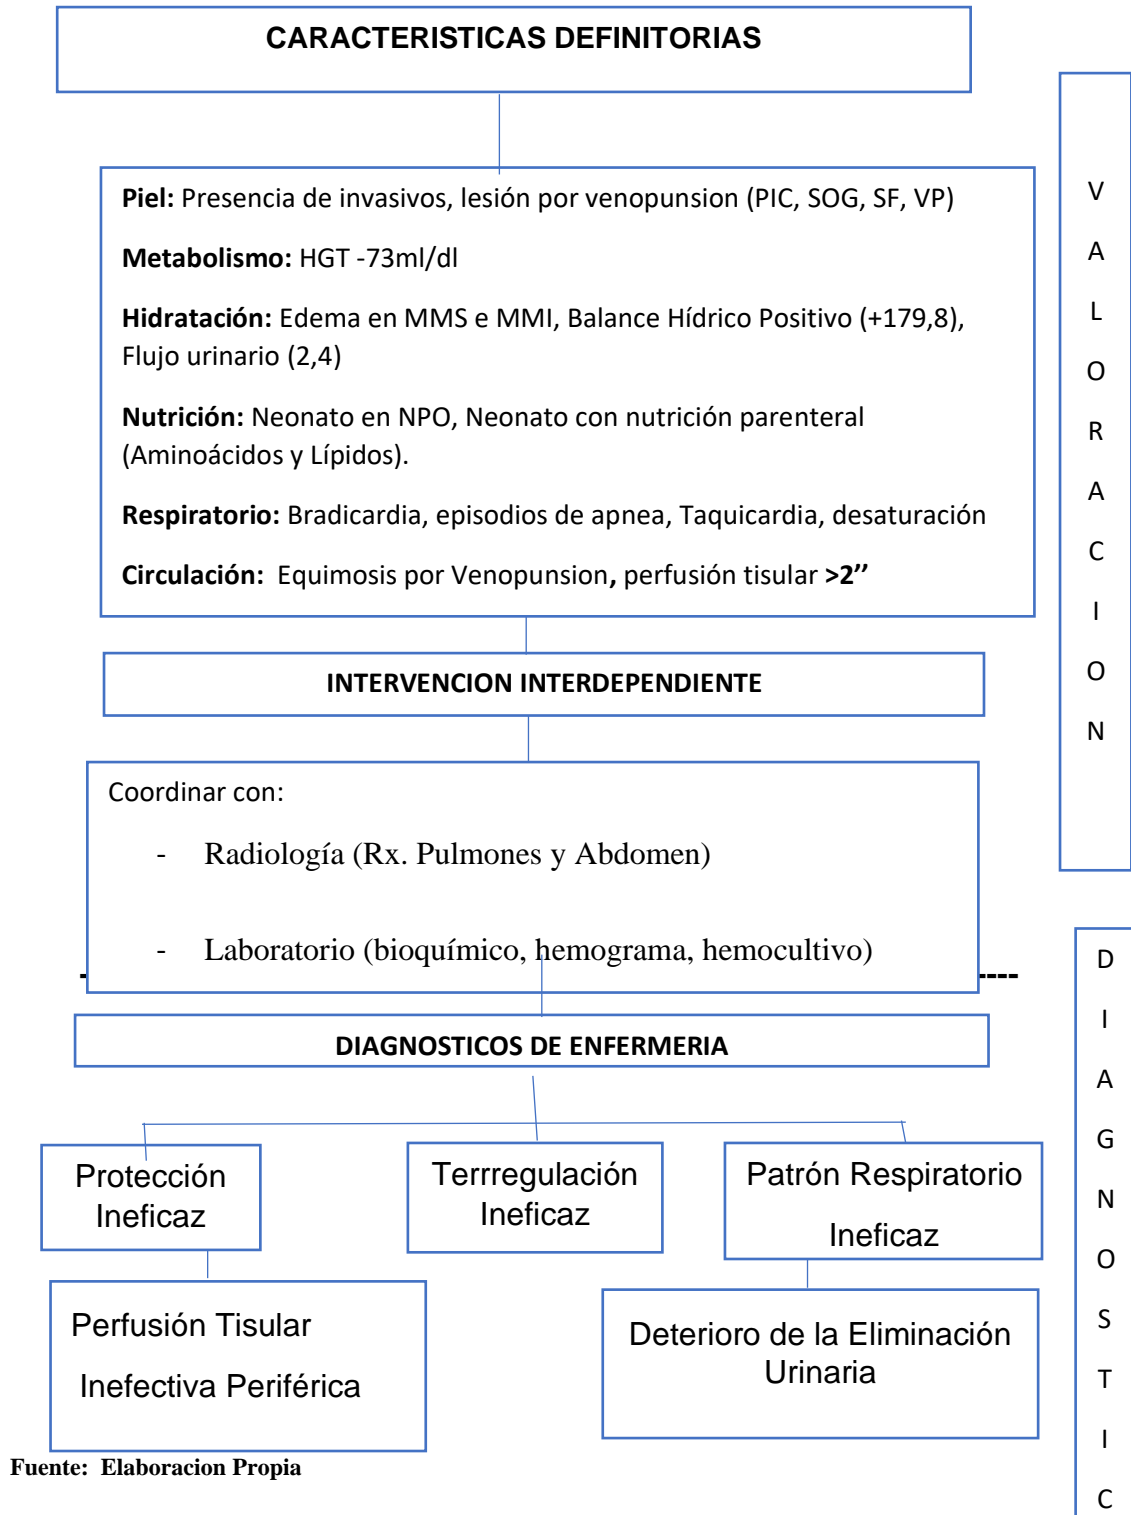 CARACTERISTICAS DEFINITORIAS
Piel: Presencia de invasivos, lesión por venopunsion (PIC, SOG, SF, VP)
Metabolismo: HGT -73ml/dl
Hidratación: Edema en MMS e MMI, Balance Hídrico Positivo (+179,8),
Flujo urinario (2,4)
Nutrición: Neonato en NPO, Neonato con nutrición parenteral
(Aminoácidos y Lípidos).
Respiratorio: Bradicardia, episodios de apnea, Taquicardia, desaturación
Circulación: Equimosis por Venopunsion, perfusión tisular >2’’
INTERVENCION INTERDEPENDIENTE
Coordinar con:
- Radiología (Rx. Pulmones y Abdomen)
- Laboratorio (bioquímico, hemograma, hemocultivo)
DIAGNOSTICOS DE ENFERMERIA
Protección
Ineficaz
Terrregulación
Ineficaz
Patrón Respiratorio
Ineficaz
Perfusión Tisular
Inefectiva Periférica
Deterioro de la Eliminación
Urinaria
Fuente: Elaboracion Propia
V
A
L
O
R
A
C
I
O
N
D
I
A
G
N
O
S
T
I
C